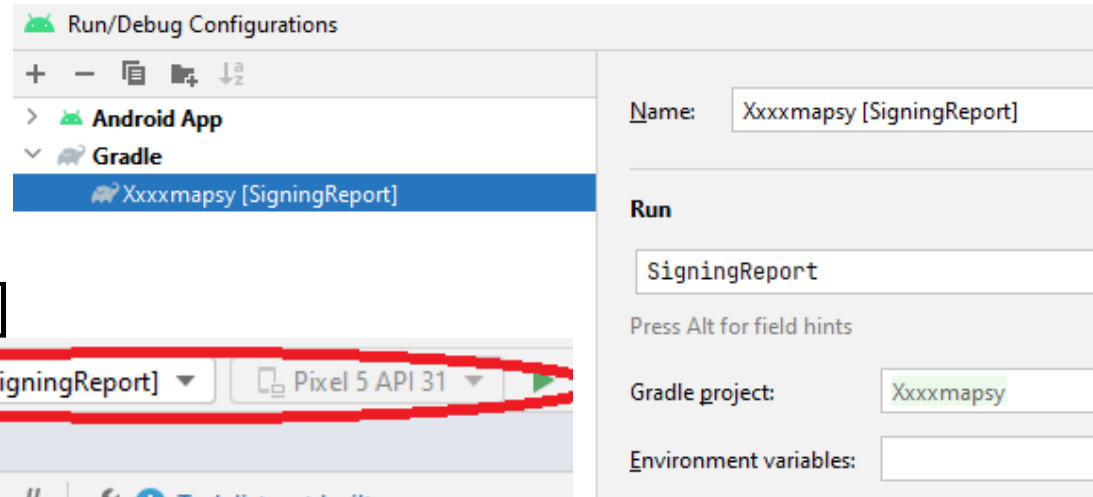 Run/Debug Configurations
Android App
Gradle
Xxxxmapsy [SigningReport]
Name: Xxxxmapsy [SigningReport]
Run
SigningReport
Press Alt for field hints
Gradle project: Xxxxmapsy
Environment variables:
igningReport]
Pixel 5 API 31